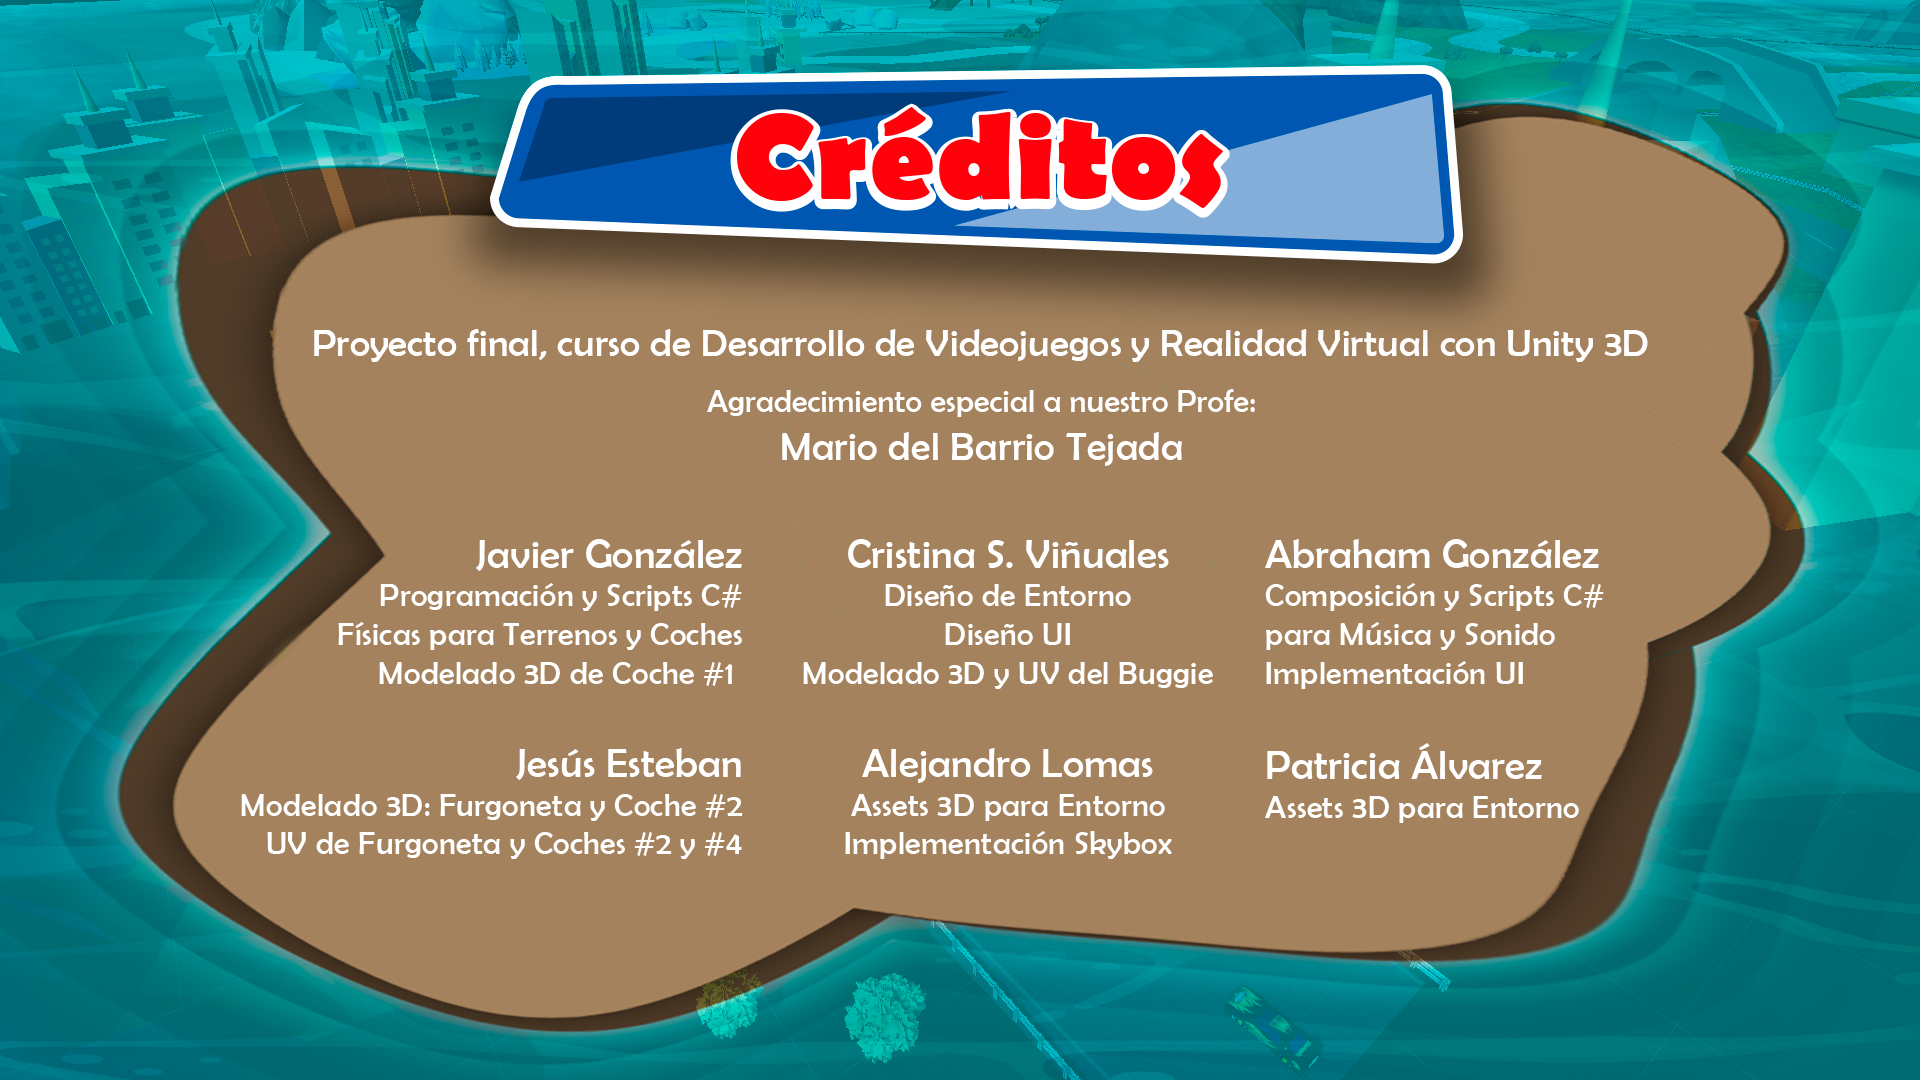 Créditos
Proyecto final, curso de Desarrollo de Videojuegos y Realidad Virtual con Unity 3D
Agradecimiento especial a nuestro Profe:
Mario del Barrio Tejada
Javier González
Programación y Scripts C#
Físicas para Terrenos y Coches
Modelado 3D de Coche #1
Cristina S. Viñuales
Diseño de Entorno
Diseño UI
Modelado 3D y UV del Buggie
Abraham González
Composición y Scripts C#
para Música y Sonido
Implementación UI
Jesús Esteban
Modelado 3D: Furgoneta y Coche #2
UV de Furgoneta y Coches #2 y #4
Alejandro Lomas
Assets 3D para Entorno
Implementación Skybox
Patricia Álvarez
Assets 3D para Entorno